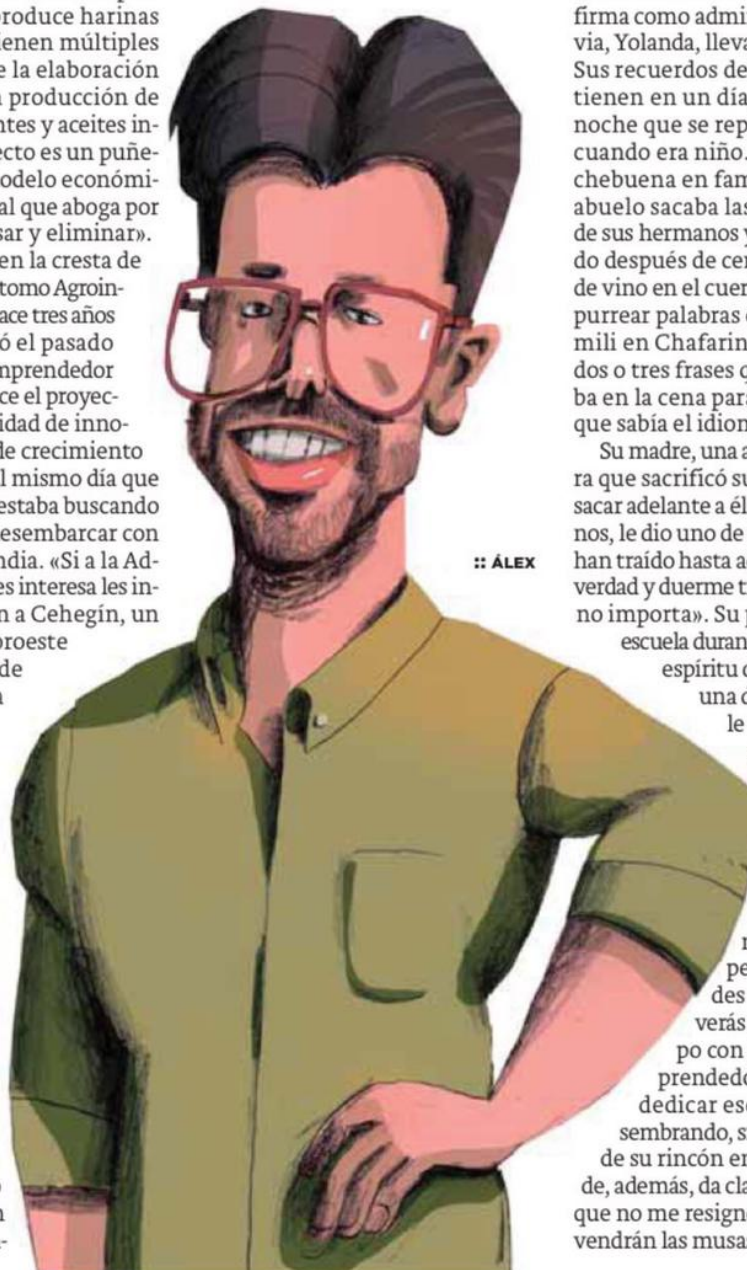 produce harinas
ienen múltiples
e la elaboración
producción de
ntes y aceites in-
ecto es un puñe-
odelo económi-
al que aboga por
sar y eliminar».
en la cresta de
tomo Agroin-
ace tres años
ó el pasado
mprendedor
ce el proyec-
idad de inno-
de crecimiento
l mismo día que
estaba buscando
esembarcar con
ndia. «Si a la Ad-
es interesa les in-
n a Cehegín, un
oroeste
de
n
-
:: ÁLEX
firma como admi
via, Yolanda, lleva
Sus recuerdos de
tienen en un día
noche que se rep
cuando era niño.
chebuena en fam
abuelo sacaba las
de sus hermanos y
do después de cer
de vino en el cuer
purrear palabras
mili en Chafarin
dos o tres frases
ba en la cena para
que sabía el idion
Su madre, una a
ra que sacrificó su
sacar adelante a él
nos, le dio uno de
han traído hasta a
verdad y duerme t
no importa». Su p
escuela duran
espíritu
una
le
pe
des
verás
po con
prendedo
dedicar es
sembrando, s
de su rincón en
de, además, da cla
que no me resign
vendrán las musa